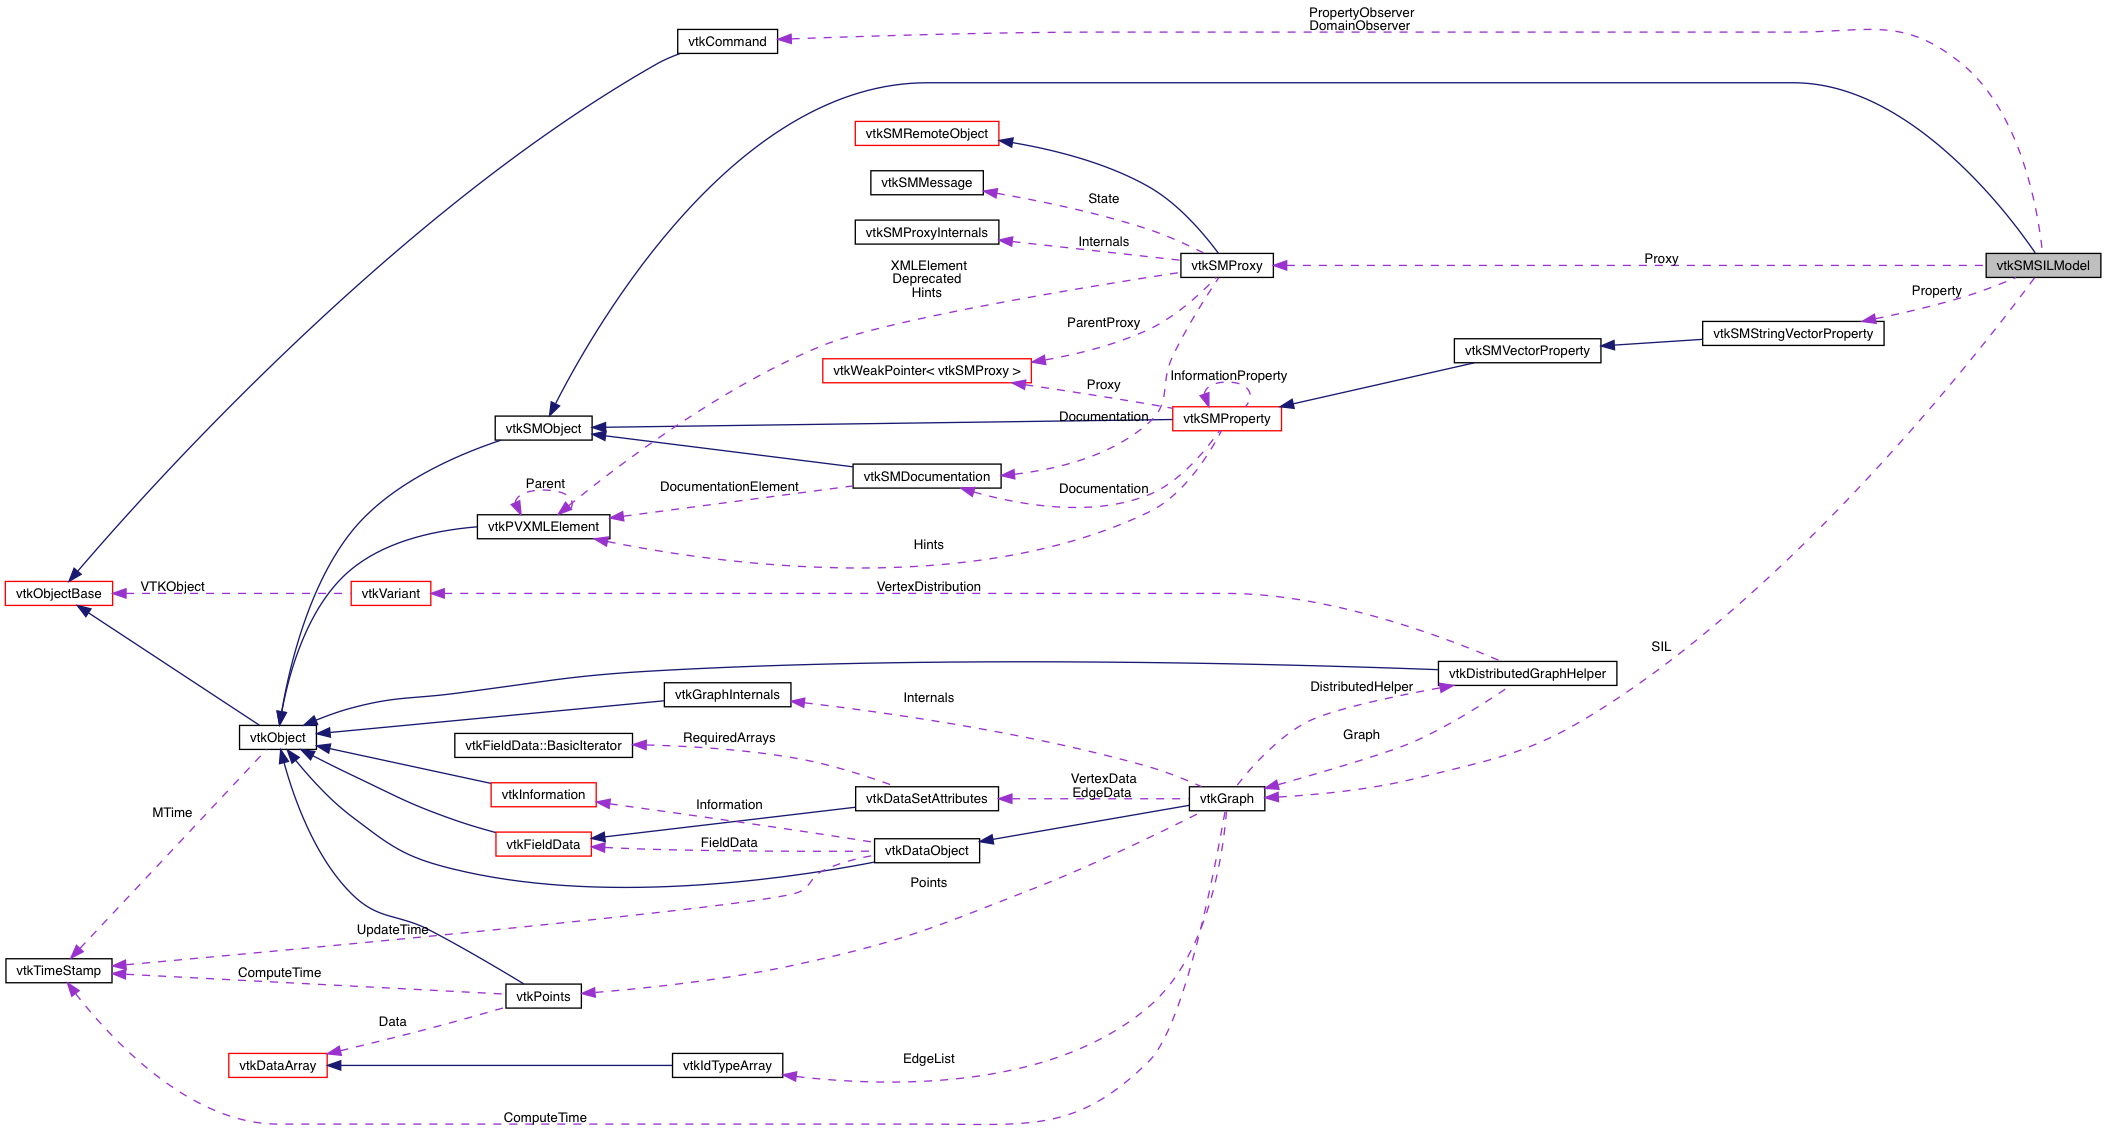 PropertyObserver
DomainObserver
vtkCommand
vtkSMRemoteObject
vtkSMMessage
State
vtkSMProxyInternals
Internals
XMLElement
Deprecated
Hints
vtkSMProxy
Proxy
vtkSMSILModel
Property
ParentProxy
vtkSMStringVectorProperty
vtkSMVectorProperty
vtkWeakPointer< vtkSMProxy >
InformationProperty
Proxy
Documentation
vtkSMProperty
vtkSMObject
vtkSMDocumentation
Parent
DocumentationElement
Documentation
vtkPVXMLElement
Hints
vtkObjectBase
VTKObject
vtkVariant
VertexDistribution
SIL
vtkDistributedGraphHelper
DistributedHelper
vtkGraphInternals
Internals
vtkObject
vtkFieldData::BasicIterator
RequiredArrays
Graph
VertexData
EdgeData
vtkInformation
vtkDataSetAttributes
vtkGraph
Information
MTime
vtkFieldData
FieldData
vtkDataObject
Points
UpdateTime
vtkTimeStamp
ComputeTime
vtkPoints
Data
vtkDataArray
vtkIdTypeArray
EdgeList
ComputeTime